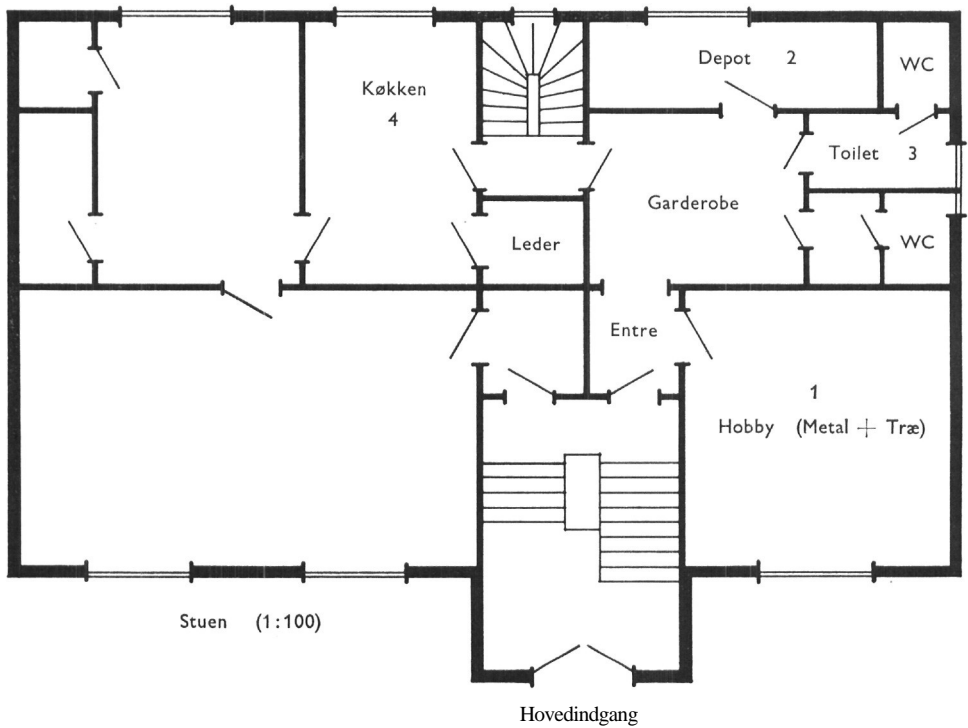 Depot 2
WC
Køkken
4
Toilet 3
Garderobe
Leder
WC
Entre
1
Hobby (Metal + Træ)
Stuen (1:100)
Hovedindgang